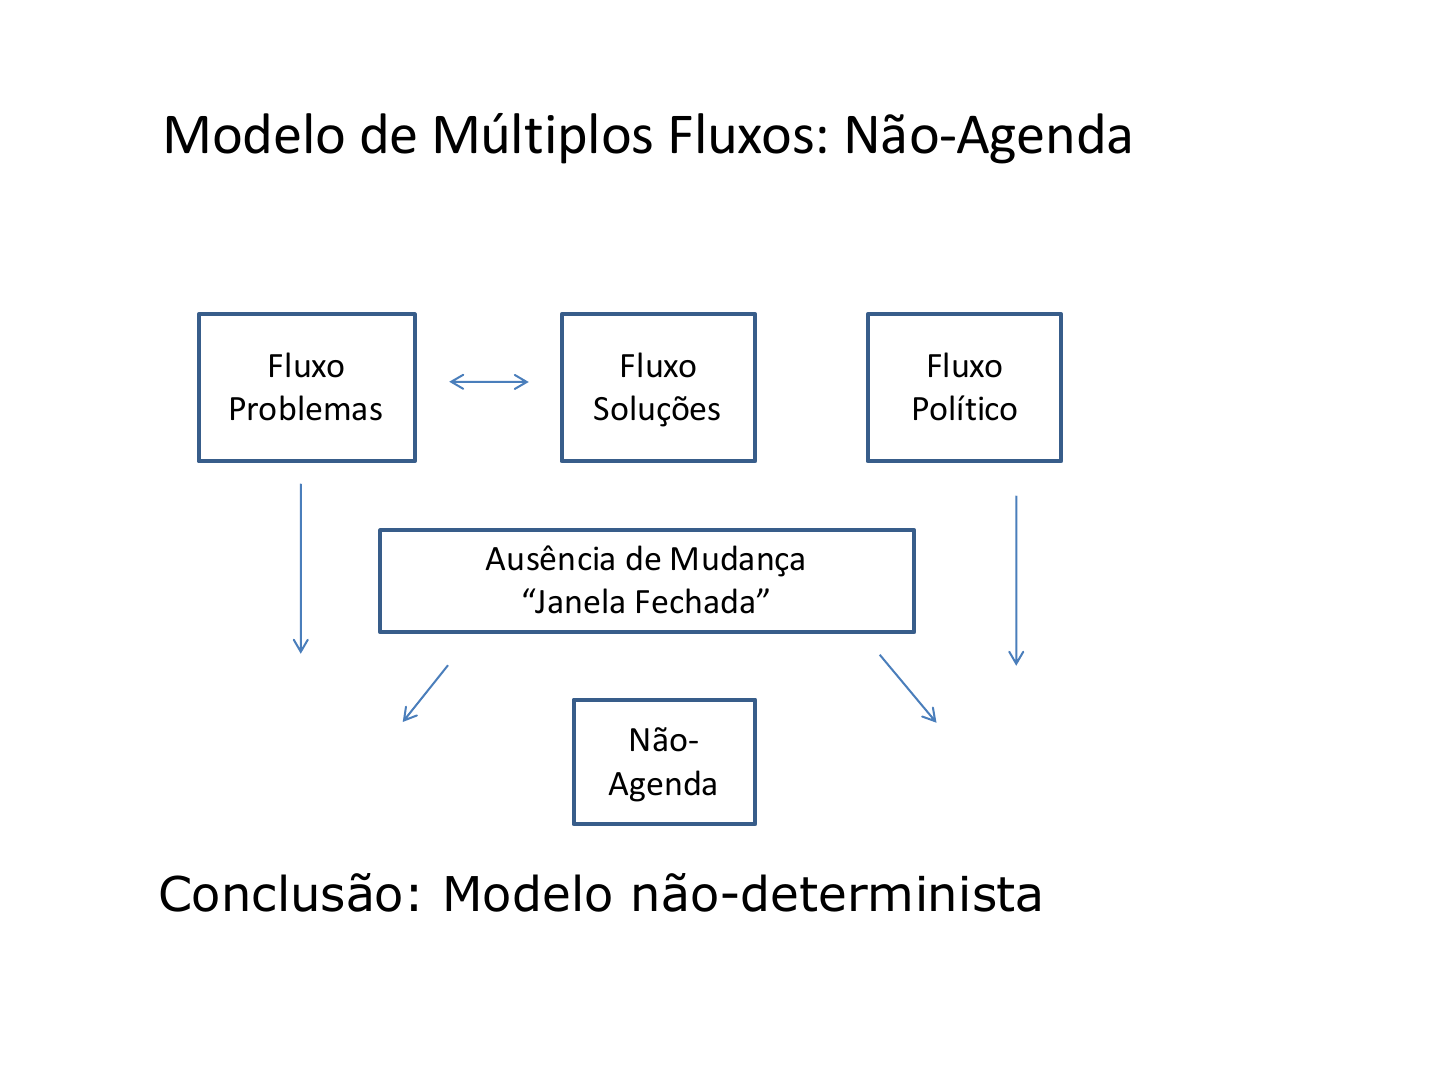 Modelo de Múltiplos Fluxos: Não-Agenda
Fluxo
Problemas
Fluxo
Soluções
Fluxo
Político
Ausência de Mudança
“Janela Fechada”
Não-
Agenda
Conclusão: Modelo não-determinista